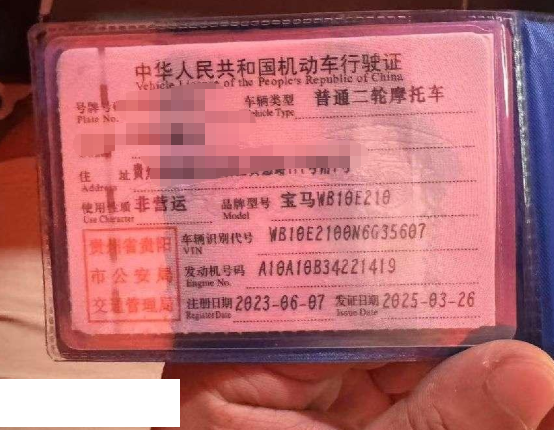 中华人民共和国机动车行驶证
Vehicle License of the People's Republic of China
号牌号码 车辆类型 普通二轮摩托车
Plate No. Vehicle Type
住 址
Address
使用性质 非营运 品牌型号 宝马WB10E210
Use Character Model
车辆识别代号 WB10E2100N6G35607
VIN
发动机号码 A10A10B34221419
Engine No.
贵州省贵阳
市公安局
交通管理局
注册日期 2023-06-07 发证日期 2025-03-26
Register Date Issue Date